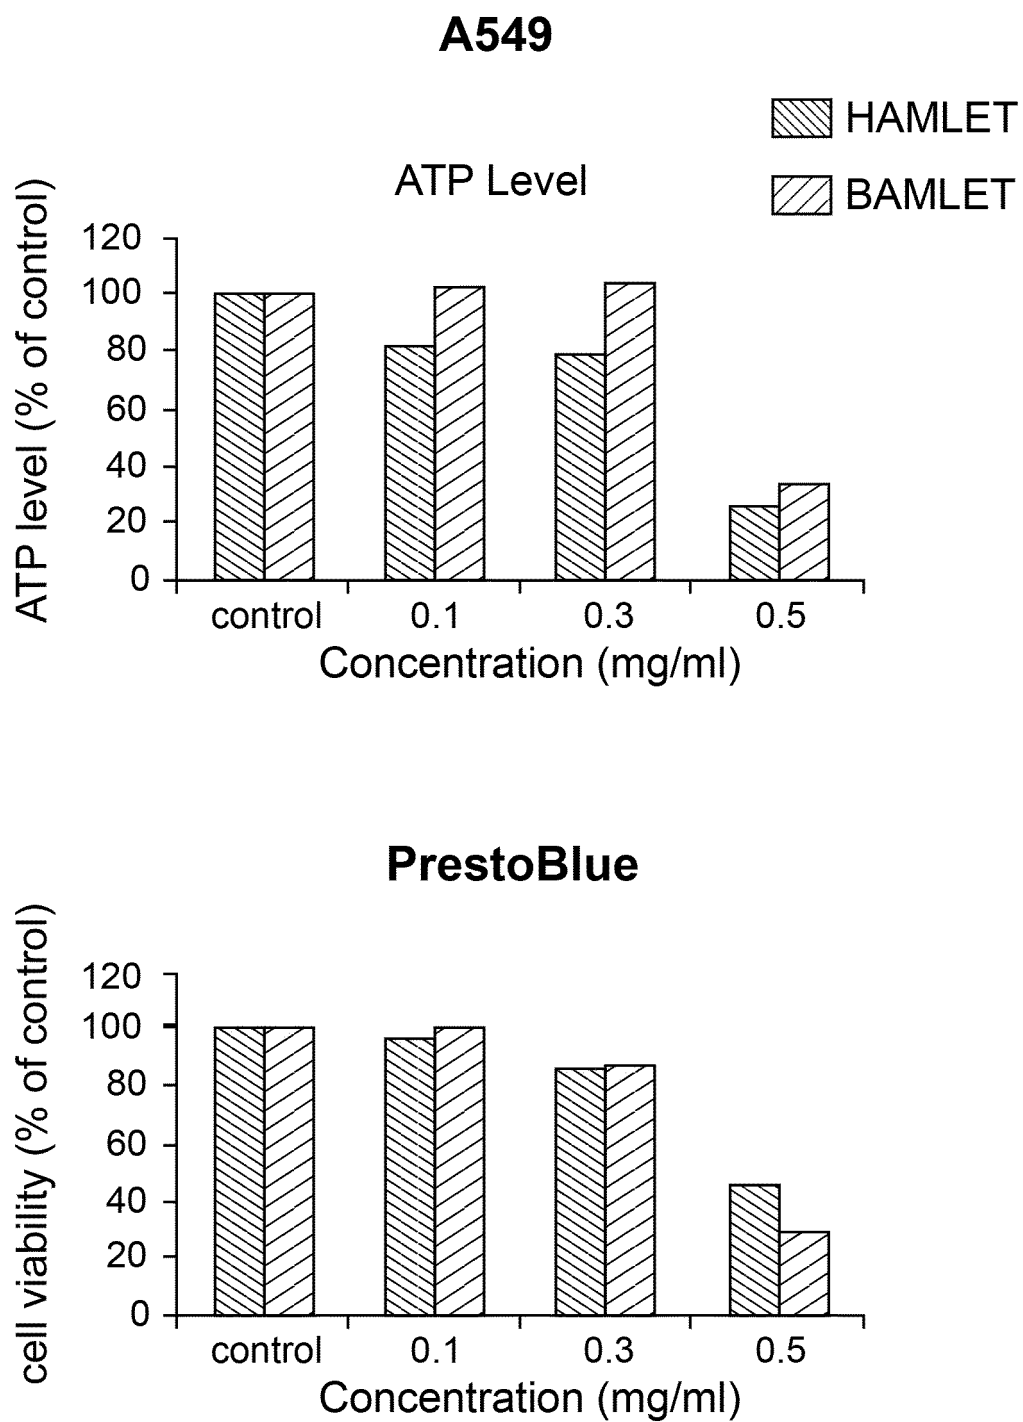 A549
HAMLET
BAMLET
ATP Level
ATP level (% of control)
120
100
80
60
40
20
0
control 0.1 0.3 0.5
Concentration (mg/ml)
PrestoBlue
cell viability (% of control)
120
100
80
60
40
20
0
control 0.1 0.3 0.5
Concentration (mg/ml)